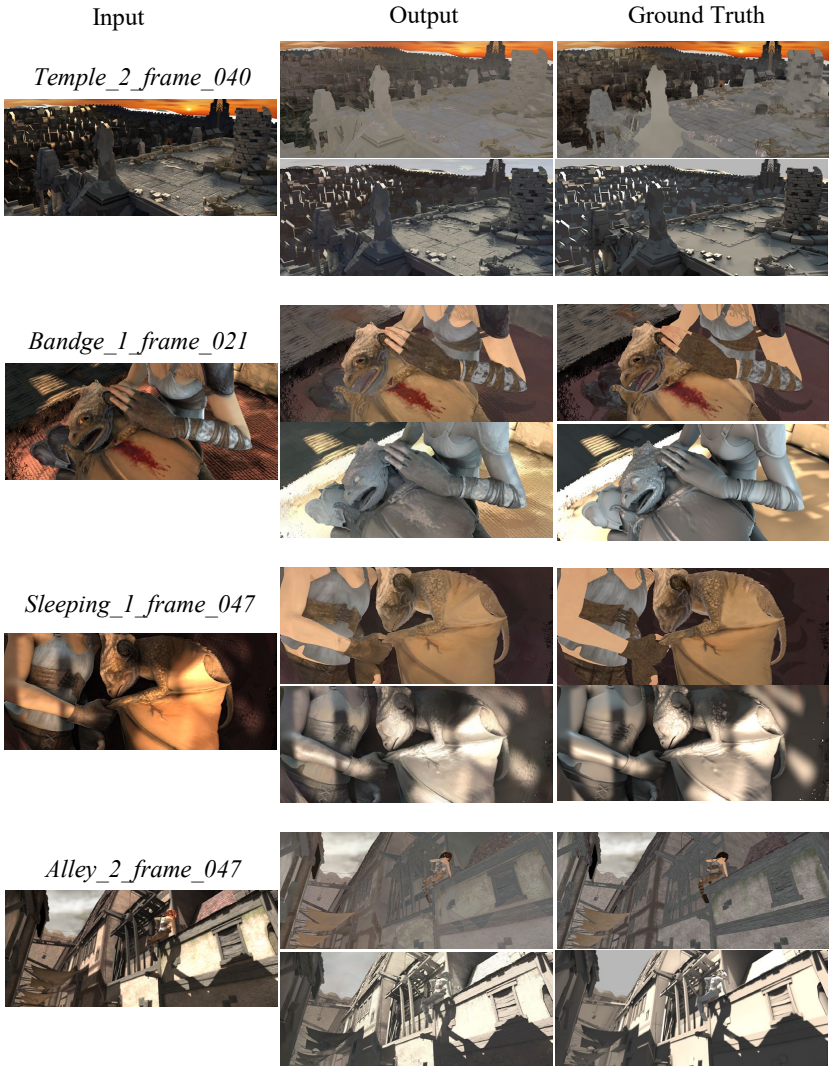 Input Output Ground Truth
Temple_2_frame_040
Bandge_1_frame_021
Sleeping_1_frame_047
Alley_2_frame_047